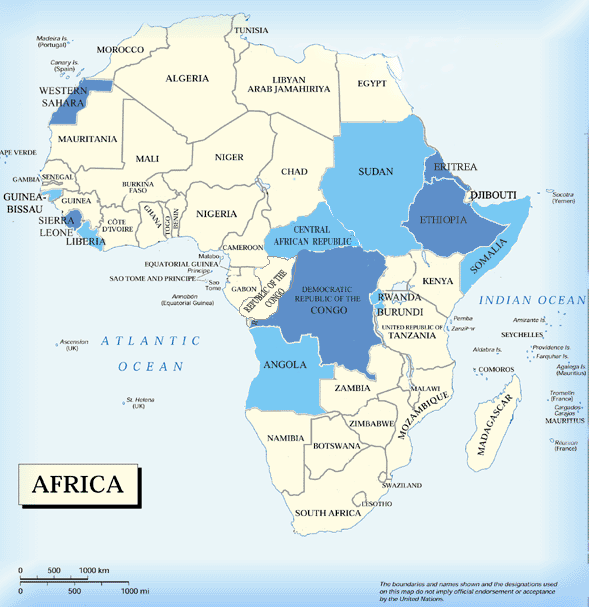 TUNISIA
Madeira Is.
(Portugal)
MOROCCO
Canary Is.
(Spain)
ALGERIA
LIBYAN
ARAB JAMAHIRIYA
EGYPT
WESTERN
SAHARA
MAURITANIA
APE VERDE
MALI
NIGER
CHAD
SUDAN
ERITREA
DJIBOUTI
Socotra
(Yemen)
GAMBIA
SENEGAL
GUINEA-
BISSAU
GUINEA
BURKINA
FASO
SIERRA
LEONE
LIBERIA
CÔTE
D'IVOIRE
GHANA
TOGO
BENIN
NIGERIA
CAMEROON
CENTRAL
AFRICAN REPUBLIC
ETHIOPIA
SOMALIA
Malabo
EQUATORIAL GUINEA
Principe
SAO TOME AND PRINCIPE
Sao
Tome
Annobón
(Equatorial Guinea)
GABON
REPUBLIC OF THE
CONGO
DEMOCRATIC
REPUBLIC OF THE
CONGO
KENYA
RWANDA
BURUNDI
UNITED REPUBLIC OF
TANZANIA
Pemba
Zanzibar
INDIAN OCEAN
Amirante Is.
SEYCHELLES
Providence Is.
Farquhar Is.
Aldabra Is.
COMOROS
Agalega Is.
(Mauritius)
Tromelin
(France)
Cargados-
Carajos
MAURITIUS
Réunion
(France)
Ascension
(UK)
ATLANTIC
OCEAN
St. Helena
(UK)
ANGOLA
ZAMBIA
MALAWI
MOZAMBIQUE
MADAGASCAR
ZIMBABWE
NAMIBIA
BOTSWANA
SWAZILAND
LESOTHO
SOUTH AFRICA
AFRICA
0 500 1000 km
0 500 1000 mi
The boundaries and names shown and the designations used
on this map do not imply official endorsement or acceptance
by the United Nations.